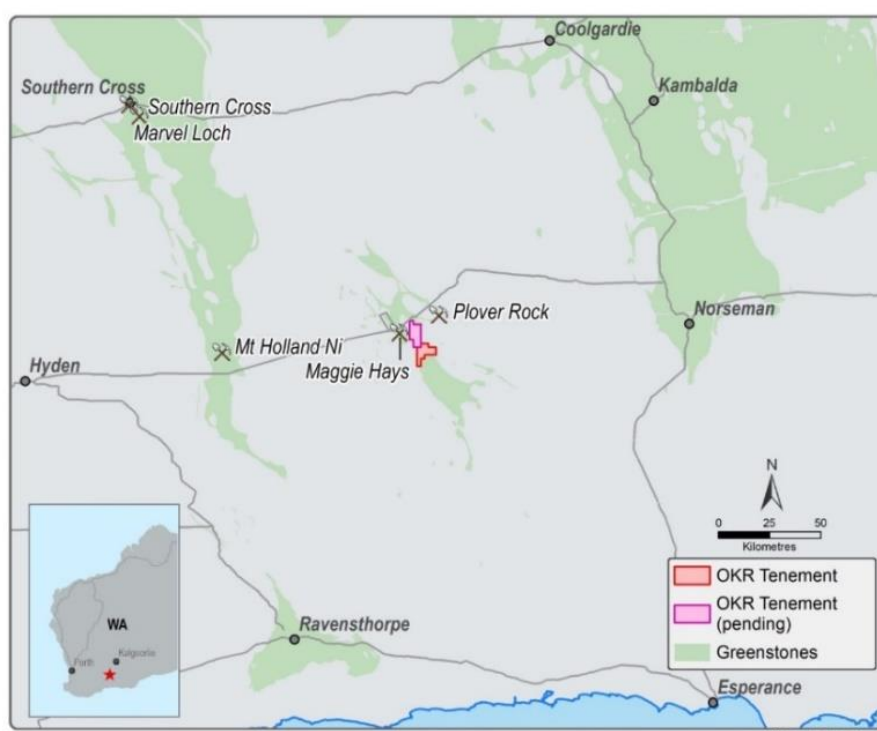 Coolgardie
Southern Cross
Kambalda
Southern Cross
Marvel Loch
Plover Rock
Norseman
Mt Holland Ni
Maggie Hays
Hyden
N
0 25 50
Kilometres
OKR Tenement
OKR Tenement
(pending)
Greenstones
WA
Kalgoorlie
Perth
Ravensthorpe
Esperance